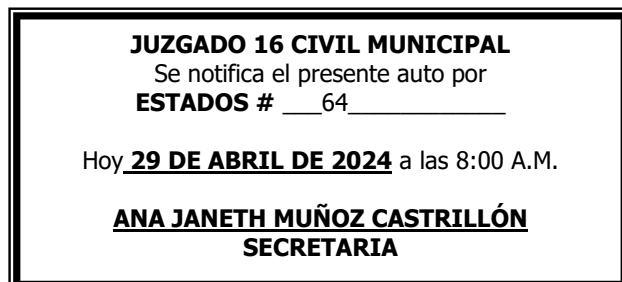 JUZGADO 16 CIVIL MUNICIPAL
Se notifica el presente auto por
ESTADOS # ___64____________
Hoy 29 DE ABRIL DE 2024 a las 8:00 A.M.
ANA JANETH MUÑOZ CASTRILLÓN
SECRETARIA